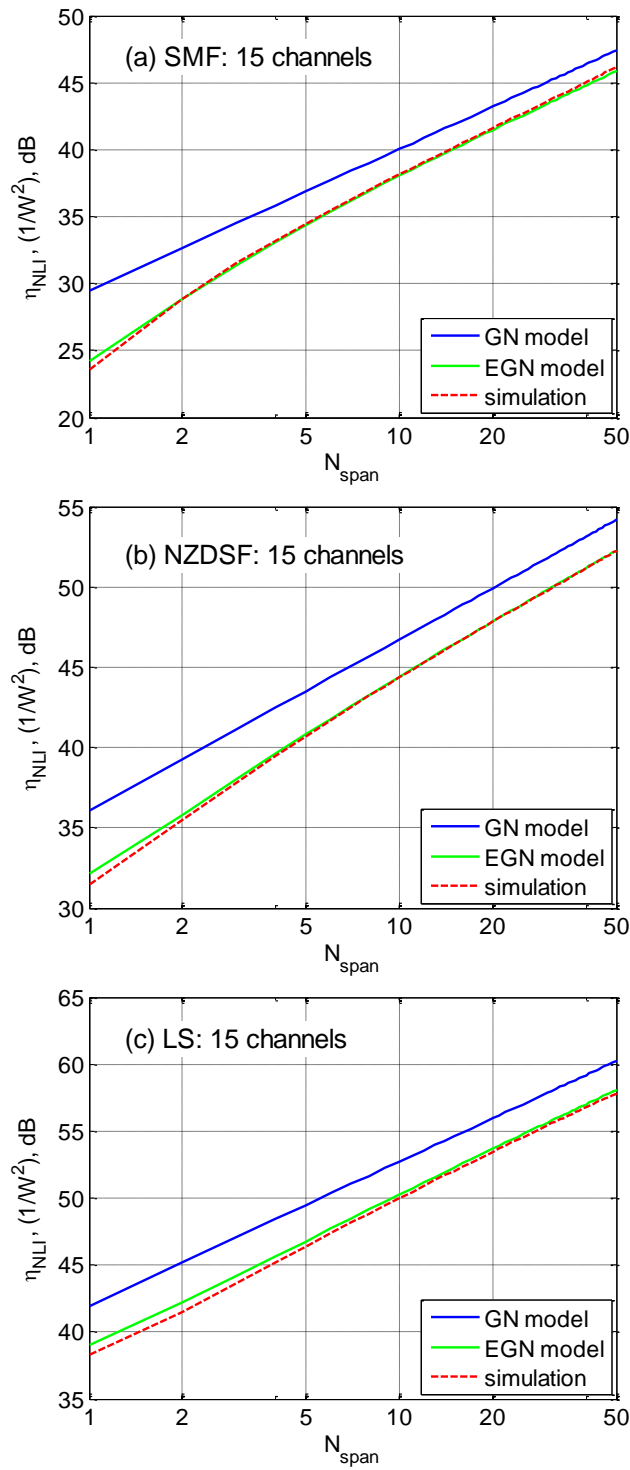 50
45
40
35
30
25
20
η_NLI , (1/W^2), dB
(a) SMF: 15 channels
GN model
EGN model
simulation
1 2 5 10 20 50
N_span
55
50
45
40
35
30
η_NLI , (1/W^2), dB
(b) NZDSF: 15 channels
GN model
EGN model
simulation
1 2 5 10 20 50
N_span
65
60
55
50
45
40
35
η_NLI , (1/W^2), dB
(c) LS: 15 channels
GN model
EGN model
simulation
1 2 5 10 20 50
N_span